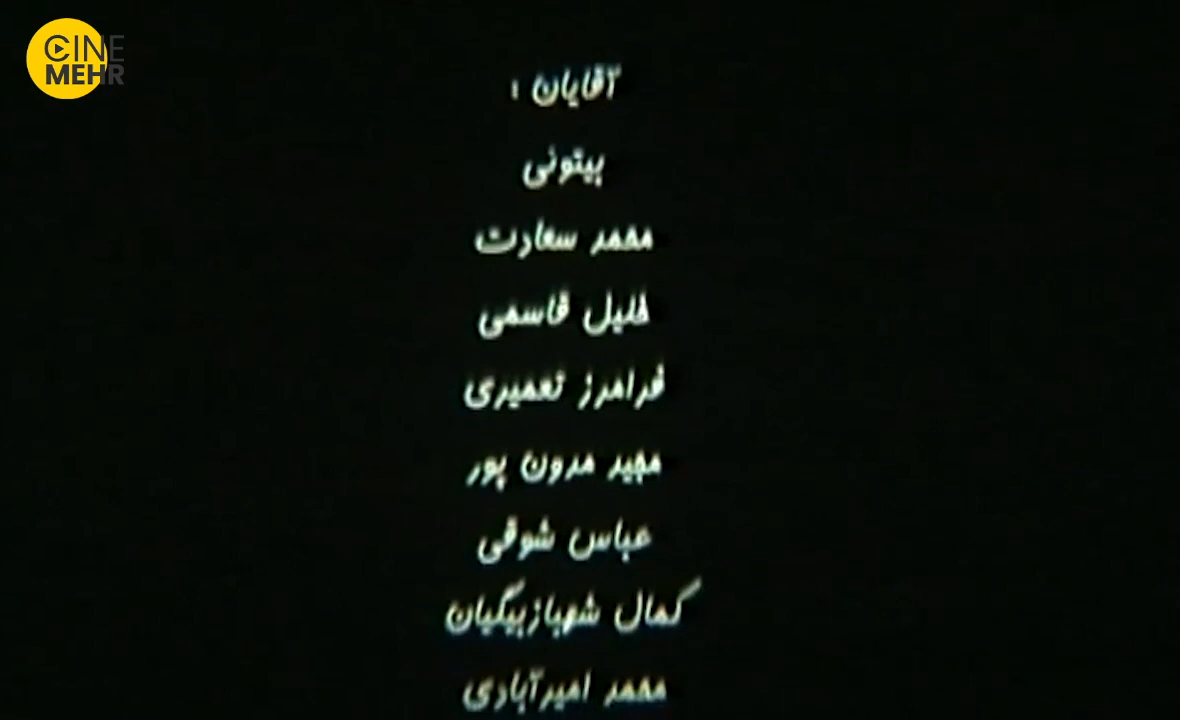 CINE
MEHR
آقایان :
بیتونی
محمد سعادت
خلیل قاسمی
فرامرز تعمیری
مجید مدون پور
عباس شوقی
کمال شهبازبیگیان
محمد امیرآبادی